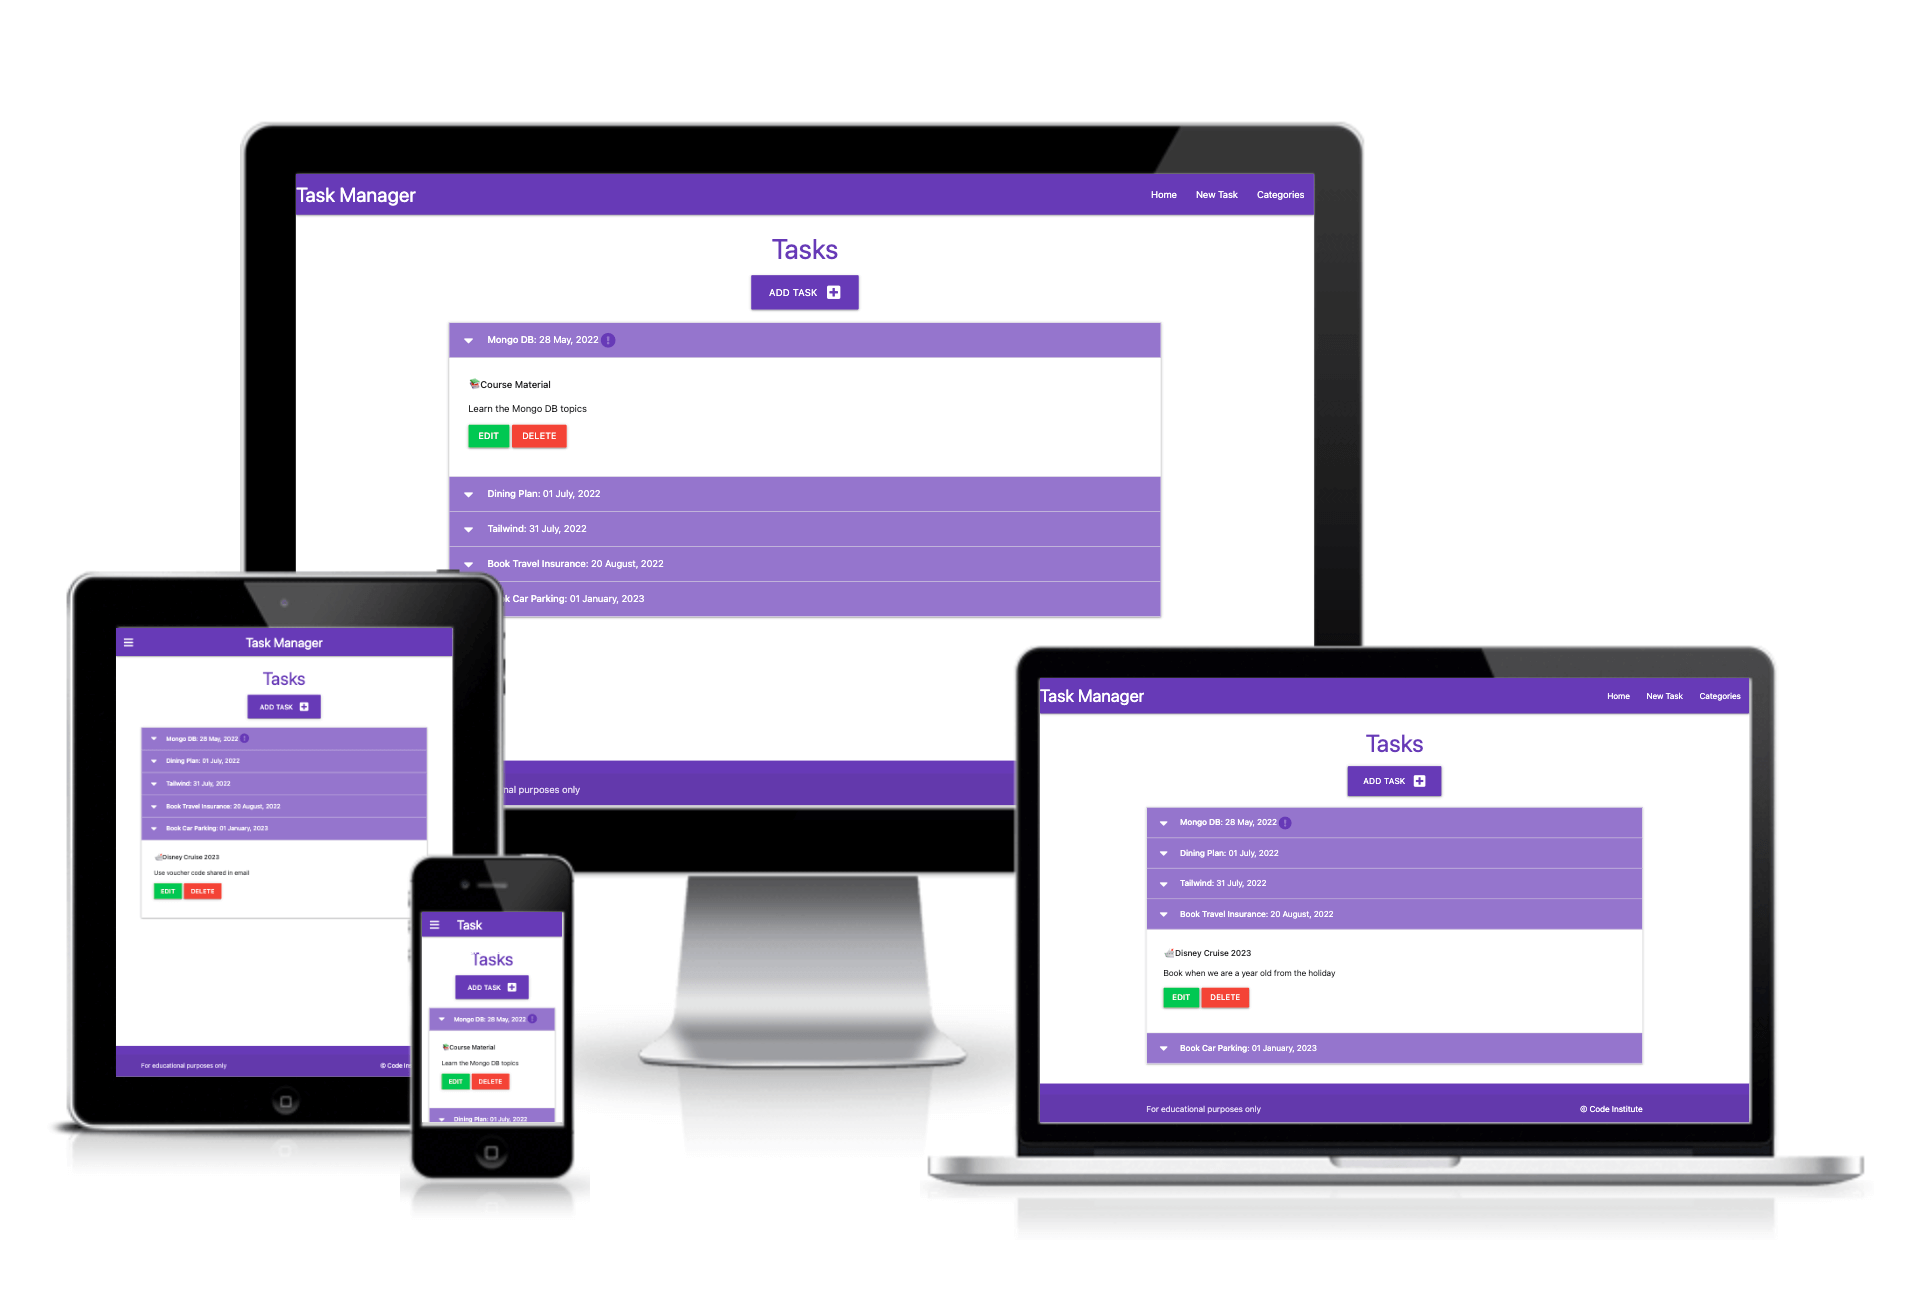 Task Manager
Home New Task Categories
Tasks
ADD TASK
Mongo DB: 28 May, 2022 !
Course Material
Learn the Mongo DB topics
EDIT DELETE
Dining Plan: 01 July, 2022
Tailwind: 31 July, 2022
Book Travel Insurance: 20 August, 2022
k Car Parking: 01 January, 2023
nal purposes only
Task Manager
Tasks
ADD TASK
Mongo DB: 28 May, 2022 !
Dining Plan: 01 July, 2022
Tailwind: 31 July, 2022
Book Travel Insurance: 20 August, 2022
Book Car Parking: 01 January, 2023
Disney Cruise 2023
Use voucher code shared in email
EDIT DELETE
For educational purposes only © Code In
Task
Tasks
ADD TASK
Mongo DB: 28 May, 2022 !
Course Material
Learn the Mongo DB topics
EDIT DELETE
Dining Plan: 01 July, 2022
Task Manager
Home New Task Categories
Tasks
ADD TASK
Mongo DB: 28 May, 2022 !
Dining Plan: 01 July, 2022
Tailwind: 31 July, 2022
Book Travel Insurance: 20 August, 2022
Disney Cruise 2023
Book when we are a year old from the holiday
EDIT DELETE
Book Car Parking: 01 January, 2023
For educational purposes only © Code Institute